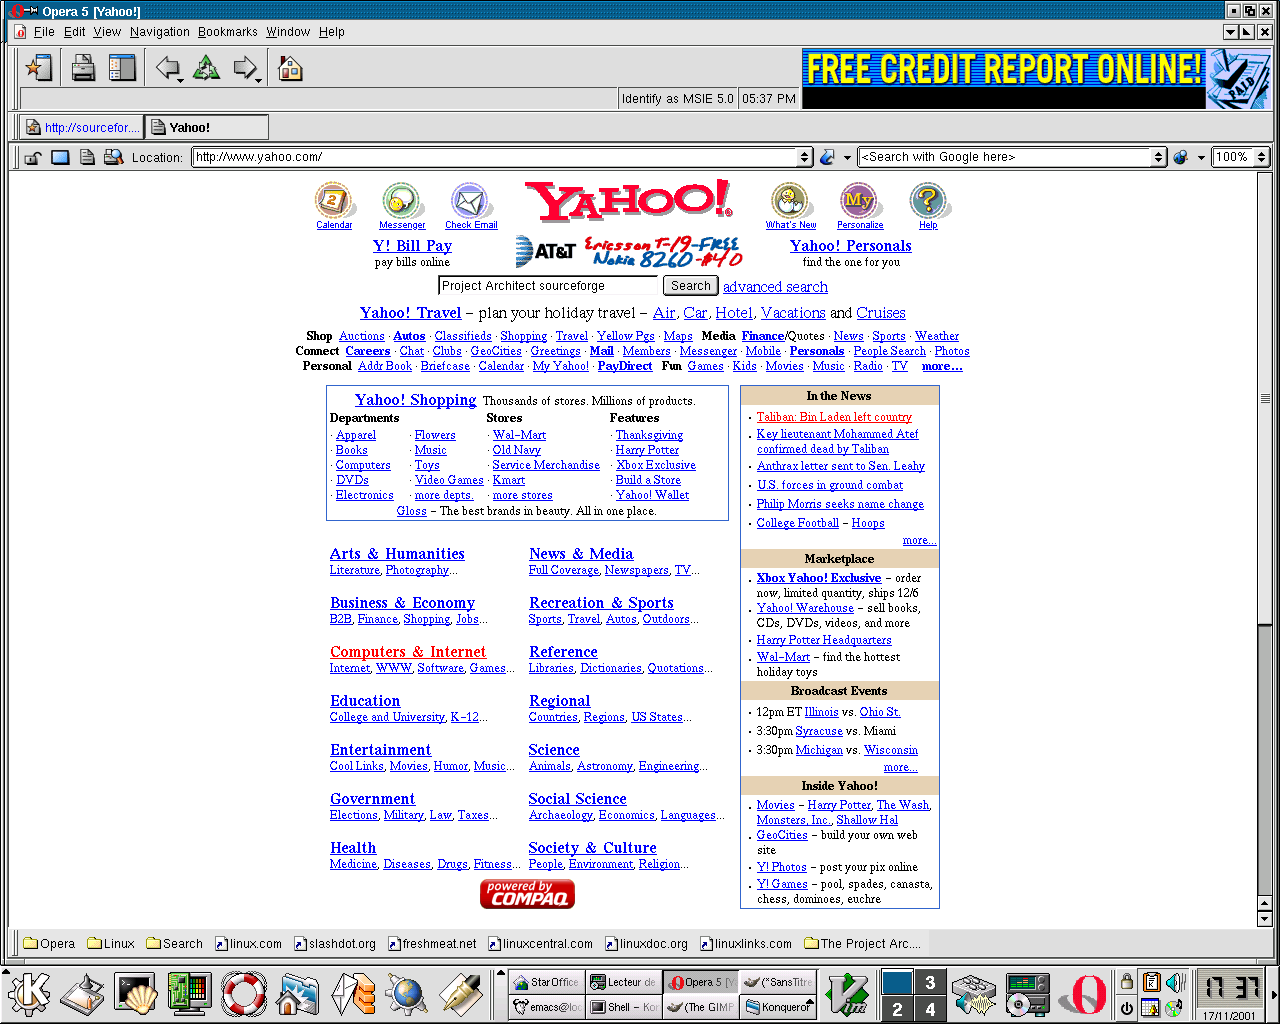 Opera 5 [Yahoo!]
File Edit View Navigation Bookmarks Window Help
FREE CREDIT REPORT ONLINE!
PAID
Identify as MSIE 5.0 05:37 PM
http://sourcefor.... Yahoo!
Location: http://www.yahoo.com/ <Search with Google here> 100%
2 My ?
YAHOO!
Calendar Messenger Check Email What's New Personalize Help
Y! Bill Pay
pay bills online
AT&T Ericsson T-19-FREE
Nokia 8260-$40
Yahoo! Personals
find the one for you
Project Architect sourceforge Search advanced search
Yahoo! Travel – plan your holiday travel – Air, Car, Hotel, Vacations and Cruises
Shop Auctions · Autos · Classifieds · Shopping · Travel · Yellow Pgs · Maps Media Finance/Quotes · News · Sports · Weather
Connect Careers · Chat · Clubs · GeoCities · Greetings · Mail · Members · Messenger · Mobile · Personals · People Search · Photos
Personal Addr Book · Briefcase · Calendar · My Yahoo! · PayDirect Fun Games · Kids · Movies · Music · Radio · TV more...
Yahoo! Shopping Thousands of stores. Millions of products.
Departments Stores Features
· Apparel · Flowers · Wal–Mart · Thanksgiving
· Books · Music · Old Navy · Harry Potter
· Computers · Toys · Service Merchandise · Xbox Exclusive
· DVDs · Video Games · Kmart · Build a Store
· Electronics · more depts. · more stores · Yahoo! Wallet
Gloss – The best brands in beauty. All in one place.
Arts & Humanities
Literature, Photography...
News & Media
Full Coverage, Newspapers, TV...
Business & Economy
B2B, Finance, Shopping, Jobs...
Recreation & Sports
Sports, Travel, Autos, Outdoors...
Computers & Internet
Internet, WWW, Software, Games...
Reference
Libraries, Dictionaries, Quotations...
Education
College and University, K–12...
Regional
Countries, Regions, US States...
Entertainment
Cool Links, Movies, Humor, Music...
Science
Animals, Astronomy, Engineering...
Government
Elections, Military, Law, Taxes...
Social Science
Archaeology, Economics, Languages...
Health
Medicine, Diseases, Drugs, Fitness...
Society & Culture
People, Environment, Religion...
powered by
COMPAQ
In the News
· Taliban: Bin Laden left country
· Key lieutenant Mohammed Atef
confirmed dead by Taliban
· Anthrax letter sent to Sen. Leahy
· U.S. forces in ground combat
· Philip Morris seeks name change
· College Football – Hoops
more...
Marketplace
· Xbox Yahoo! Exclusive – order
now, limited quantity, ships 12/6
· Yahoo! Warehouse – sell books,
CDs, DVDs, videos, and more
· Harry Potter Headquarters
· Wal–Mart – find the hottest
holiday toys
Broadcast Events
· 12pm ET Illinois vs. Ohio St.
· 3:30pm Syracuse vs. Miami
· 3:30pm Michigan vs. Wisconsin
more...
Inside Yahoo!
· Movies – Harry Potter, The Wash,
Monsters, Inc., Shallow Hal
· GeoCities – build your own web
site
· Y! Photos – post your pix online
· Y! Games – pool, spades, canasta,
chess, dominoes, euchre
Opera Linux Search linux.com slashdot.org freshmeat.net linuxcentral.com linuxdoc.org linuxlinks.com The Project Arc....
Star Office. Lecteur de Opera 5 [Y ("SansTitre
emacs@loc Shell – Kon (The GIMP Konqueror
Vim
3
2 4
17 37
17/11/2001